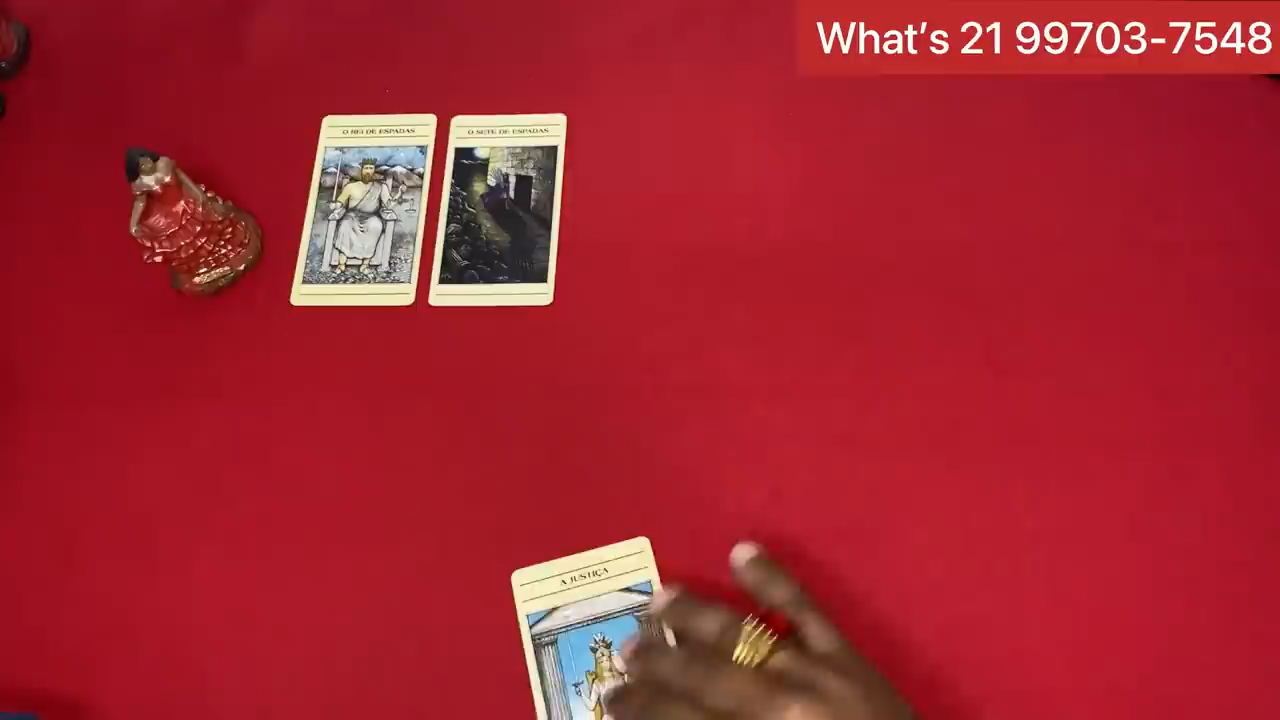 What's 21 99703-7548
O REI DE ESPADAS
O SETE DE ESPADAS
A JUSTIÇA